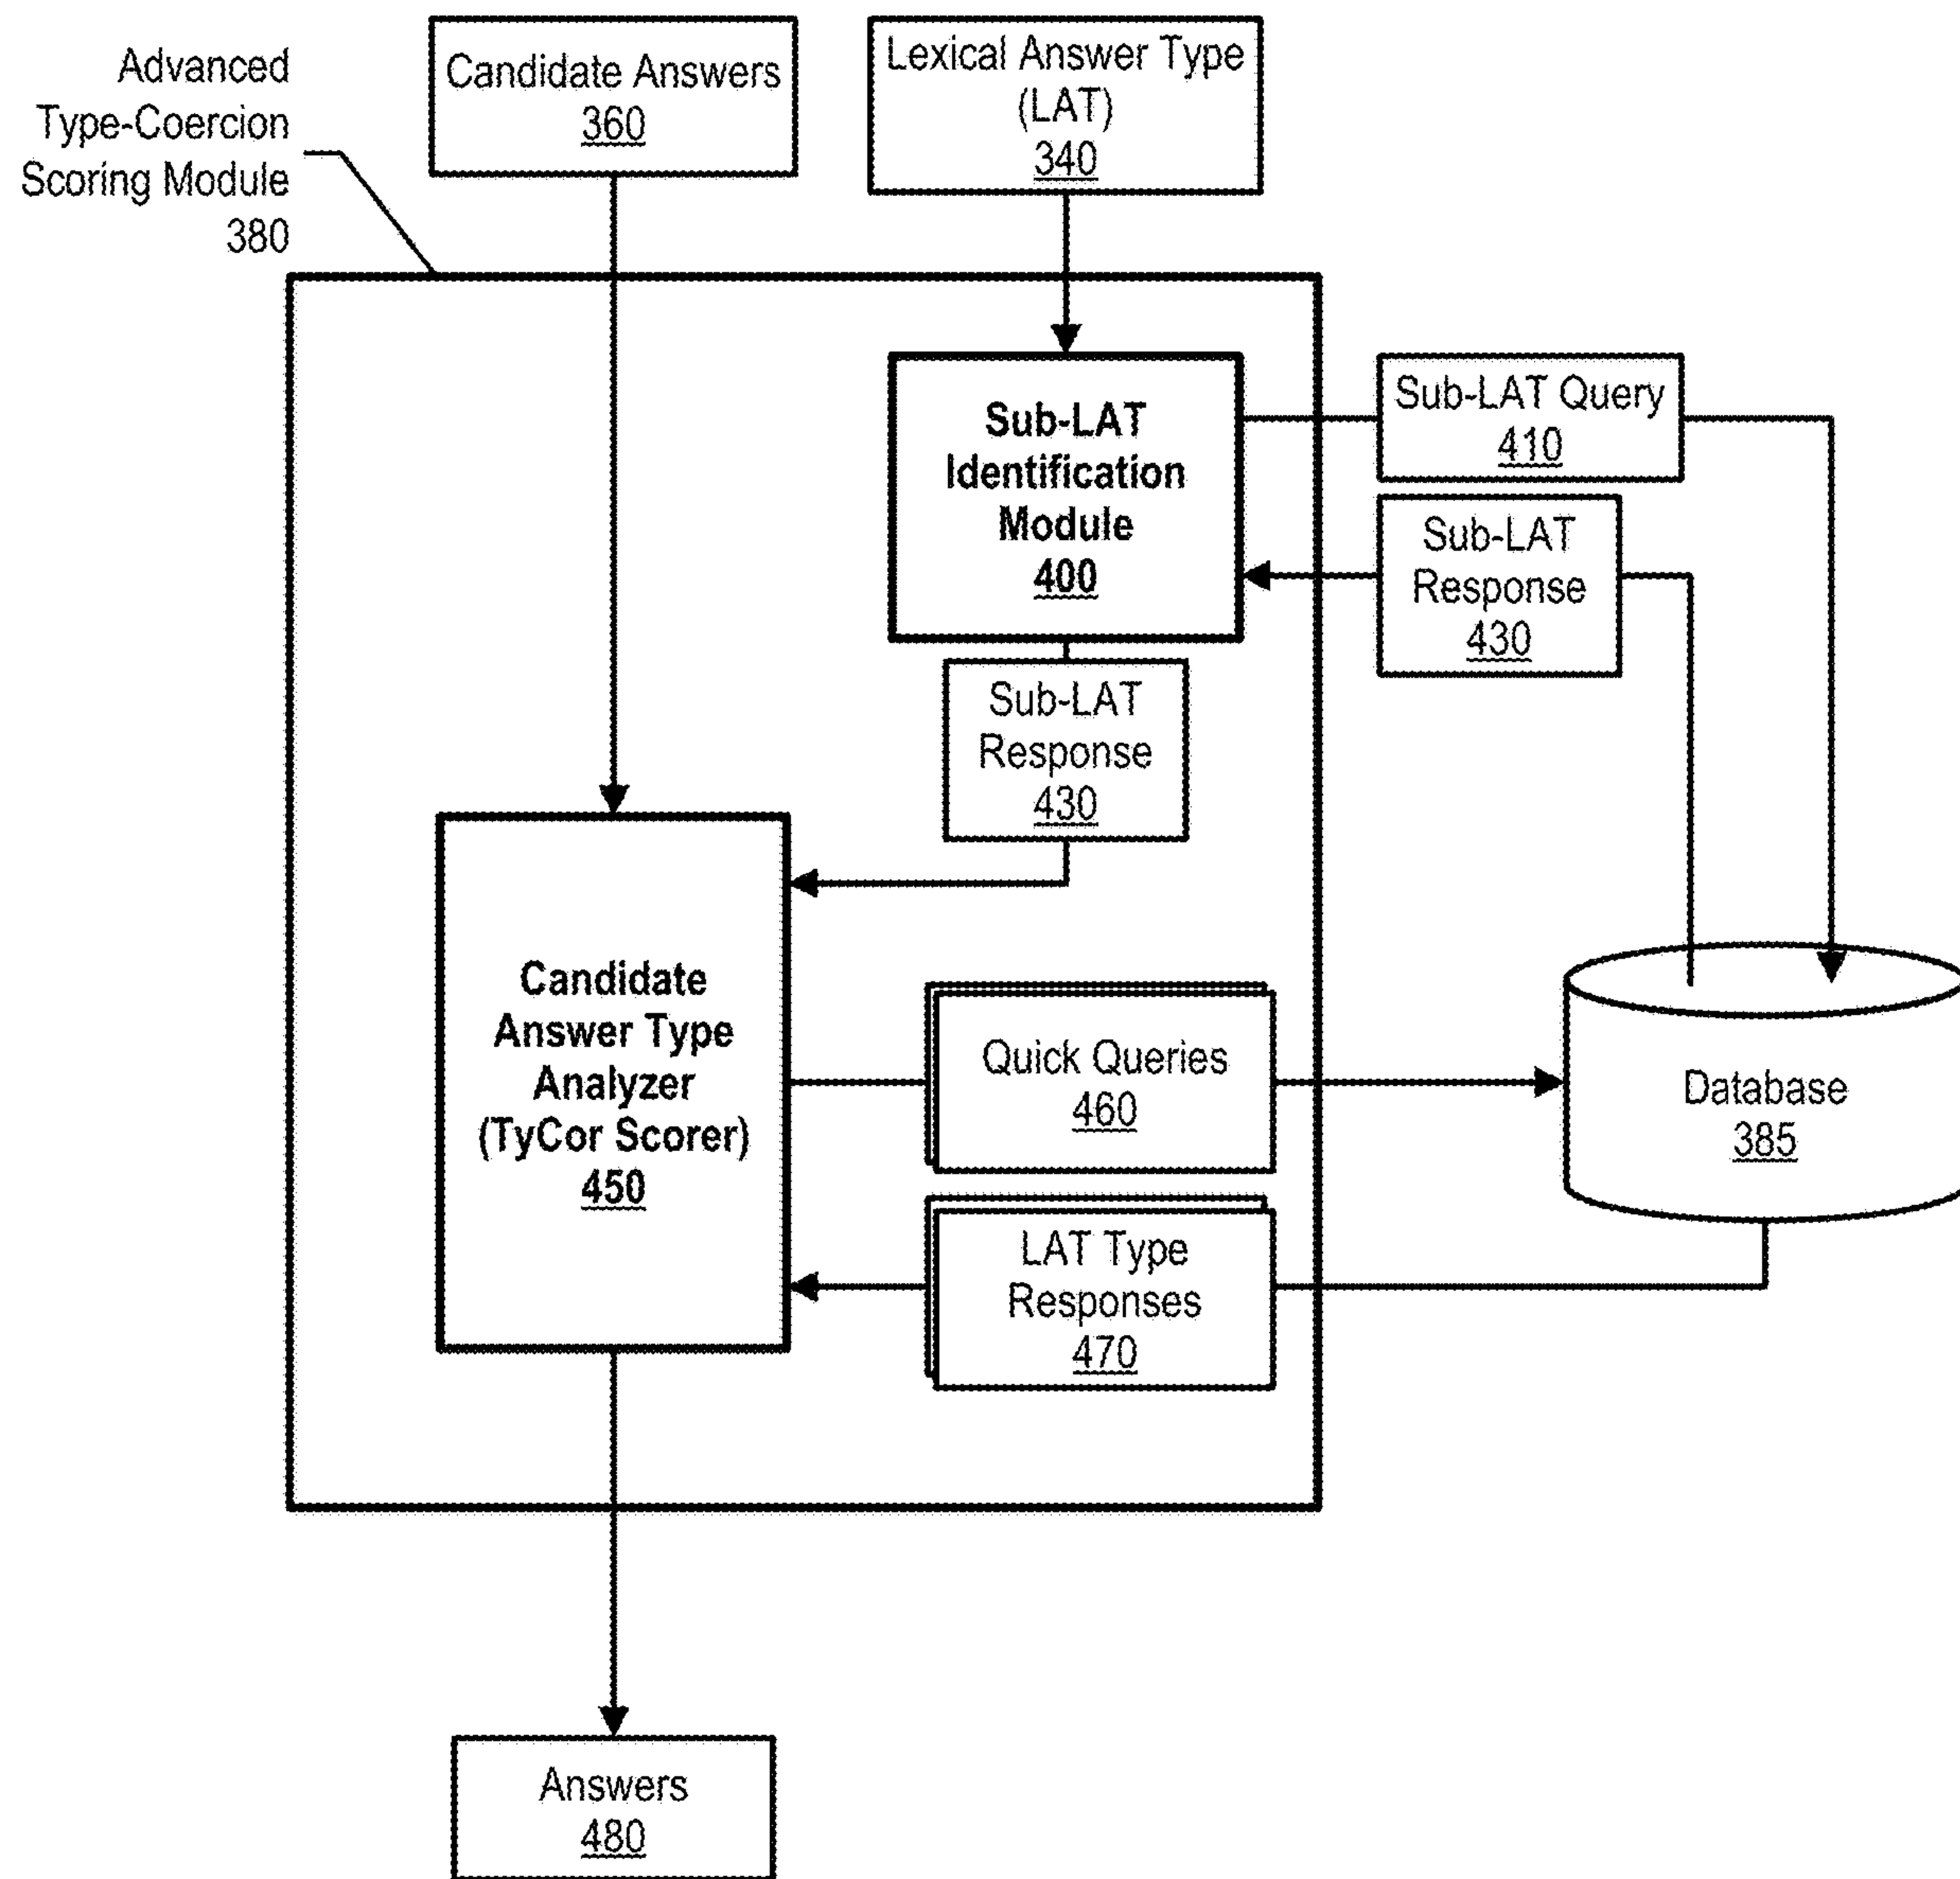 Advanced
Type-Coercion
Scoring Module
380
Candidate Answers
360
Lexical Answer Type
(LAT)
340
Sub-LAT
Identification
Module
400
Sub-LAT Query
410
Sub-LAT
Response
430
Sub-LAT
Response
430
Candidate
Answer Type
Analyzer
(TyCor Scorer)
450
Quick Queries
460
Database
385
LAT Type
Responses
470
Answers
480